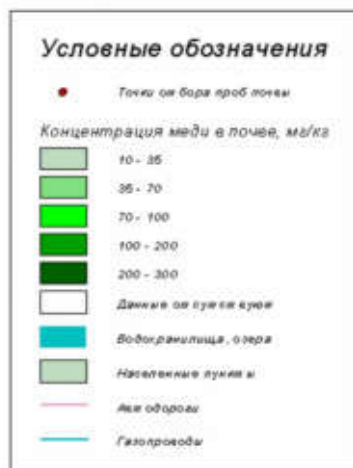 Условные обозначения
Точки отбора проб почвы
Концентрация меди в почве, мг/кг
10 - 35
35 - 70
70 - 100
100 - 200
200 - 300
Данные отсутствуют
Водохранилища, озера
Населенные пункты
Автодороги
Газопроводы